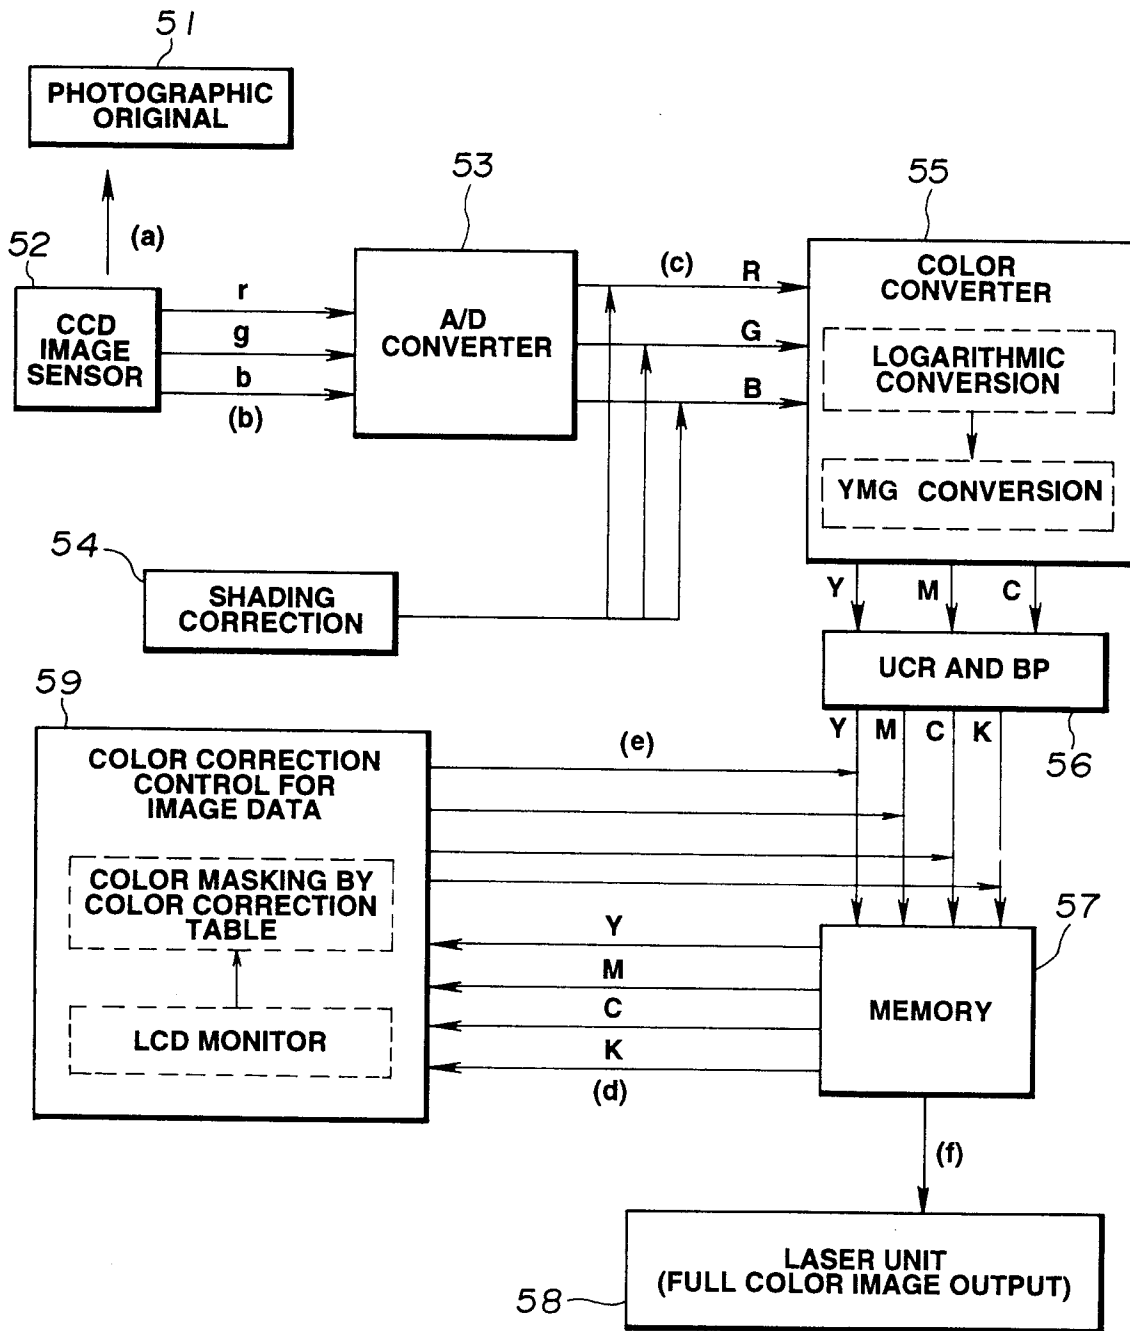 51
PHOTOGRAPHIC
ORIGINAL
53
55
52
(a)
(c)
R
COLOR
CONVERTER
r
CCD
IMAGE
SENSOR
g
b
(b)
A/D
CONVERTER
G
B
LOGARITHMIC
CONVERSION
YMG CONVERSION
54
SHADING
CORRECTION
Y
M
C
UCR AND BP
56
59
Y
M
C
K
COLOR CORRECTION
CONTROL FOR
IMAGE DATA
(e)
COLOR MASKING BY
COLOR CORRECTION
TABLE
LCD MONITOR
Y
M
C
K
(d)
57
MEMORY
(f)
LASER UNIT
(FULL COLOR IMAGE OUTPUT)
58